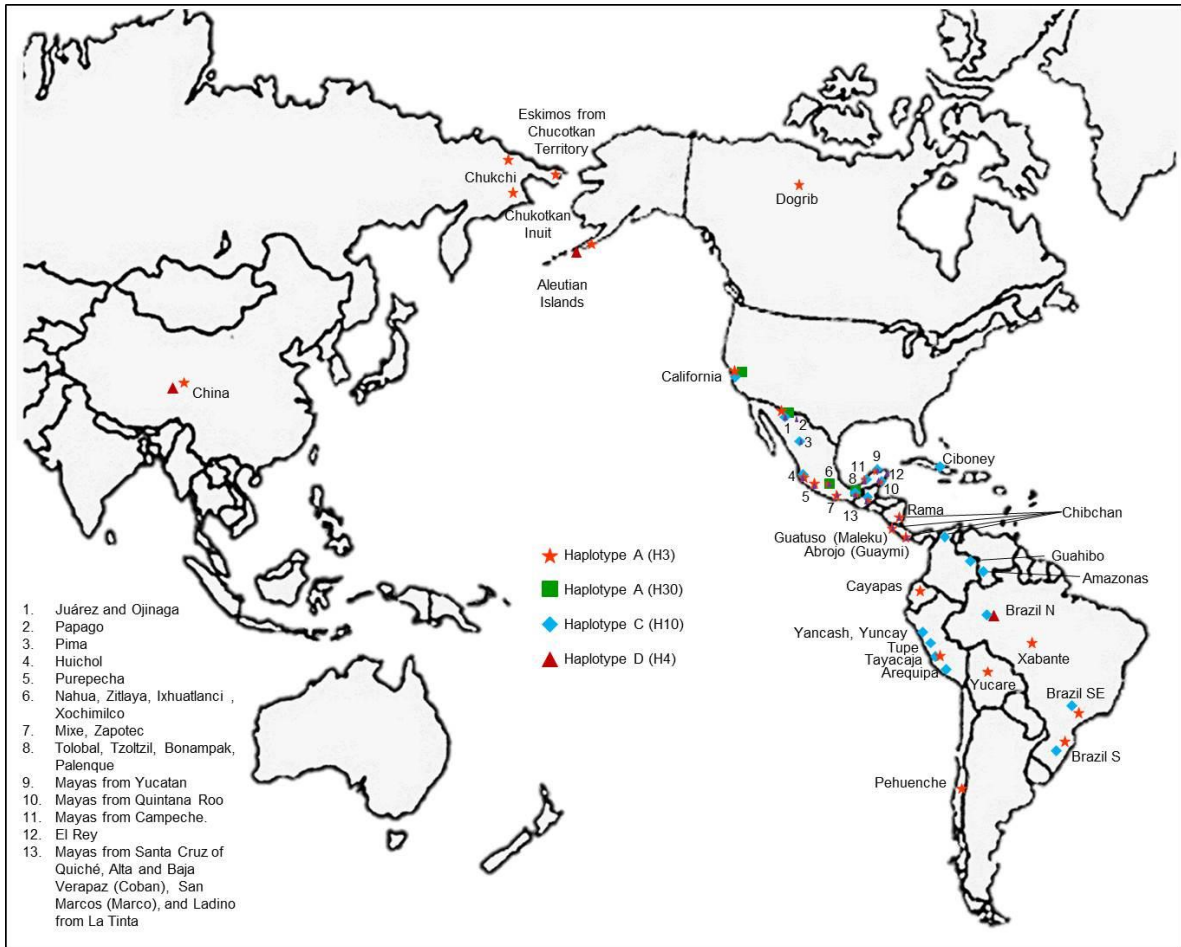 Eskimos from
Chucotkan
Territory
Chukchi
Chukotkan
Inuit
Dogrib
Aleutian
Islands
China
California
1
2
3
4
5
6
7
8
9
10
11
12
13
Ciboney
Rama
Chibchan
Guatuso (Maleku)
Abrojo (Guaymi)
Guahibo
Amazonas
Cayapas
Brazil N
Yancash, Yuncay
Tupe
Tayacaja
Arequipa
Xabante
Yucare
Brazil SE
Brazil S
Pehuenche
Haplotype A (H3)
Haplotype A (H30)
Haplotype C (H10)
Haplotype D (H4)
1. Juárez and Ojinaga
2. Papago
3. Pima
4. Huichol
5. Purepecha
6. Nahua, Zitlaya, Ixhuatlanci ,
Xochimilco
7. Mixe, Zapotec
8. Tolobal, Tzoltzil, Bonampak,
Palenque
9. Mayas from Yucatan
10. Mayas from Quintana Roo
11. Mayas from Campeche.
12. El Rey
13. Mayas from Santa Cruz of
Quiché, Alta and Baja
Verapaz (Coban), San
Marcos (Marco), and Ladino
from La Tinta